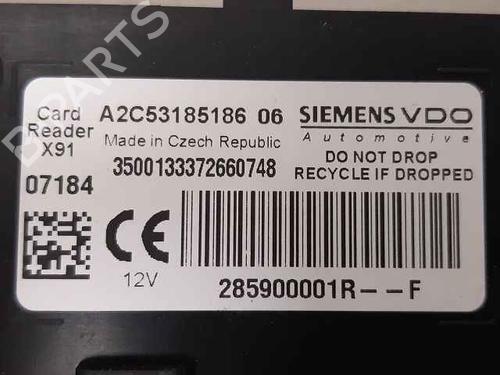 Card Reader X91
A2C53185186 06
SIEMENS VDO
Automotive
Made in Czech Republic
3500133372660748
DO NOT DROP
RECYCLE IF DROPPED
07184
CE
12V
285900001R--F
B PARTS